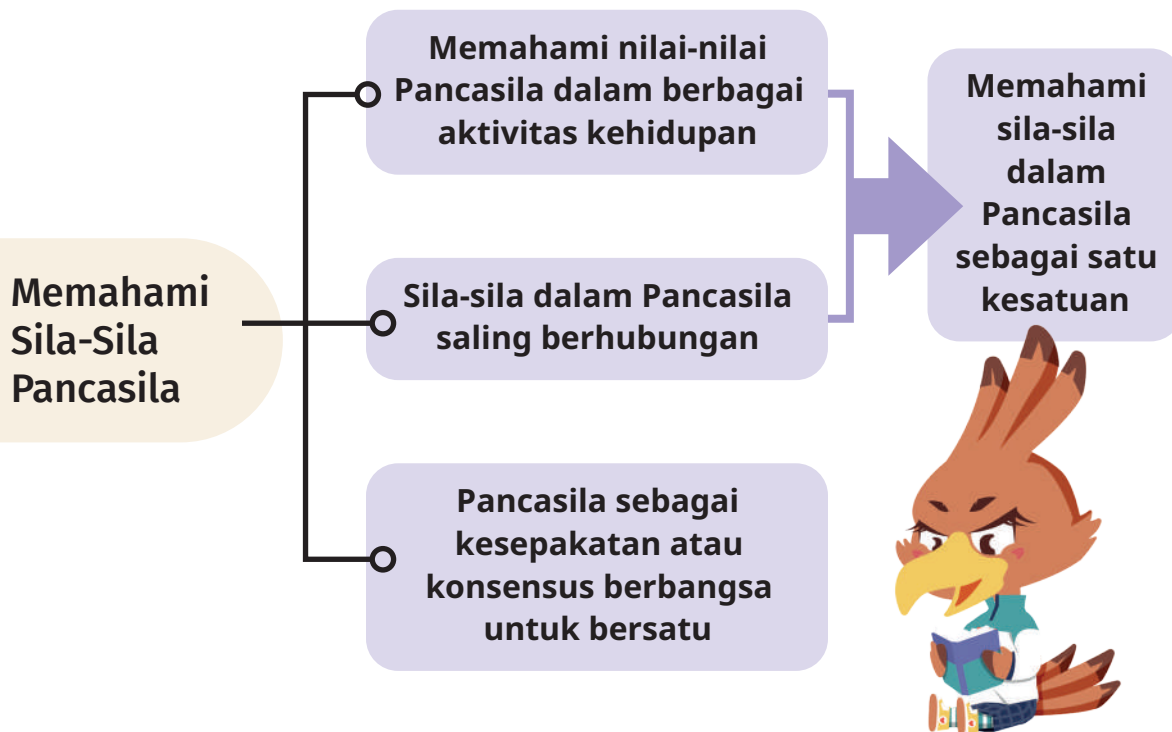 Memahami
Sila-Sila
Pancasila
Memahami nilai-nilai
Pancasila dalam berbagai
aktivitas kehidupan
Sila-sila dalam Pancasila
saling berhubungan
Pancasila sebagai
kesepakatan atau
konsensus berbangsa
untuk bersatu
Memahami
sila-sila
dalam
Pancasila
sebagai satu
kesatuan